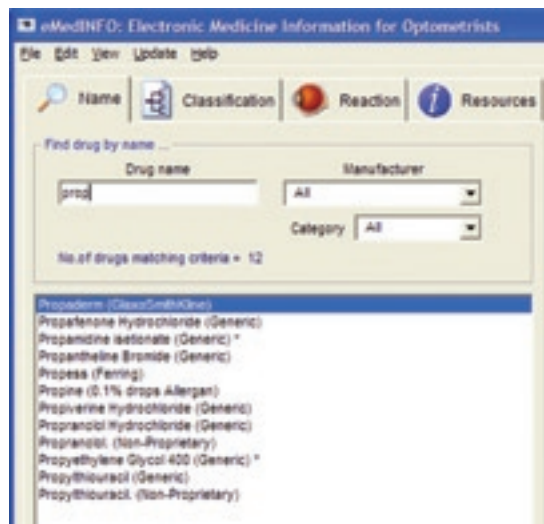 eMedINFO: Electronic Medicine Information for Optometrists
File Edit View Update Help
Name Classification Reaction Resources
Find drug by name ...
Drug name Manufacturer
prop All
Category All
No.of drugs matching criteria = 12
Propaderm (GlaxoSmithKline)
Propafenone Hydrochloride (Generic)
Propamidine isetionate (Generic) *
Propantheline Bromide (Generic)
Propess (Ferring)
Propine (0.1% drops Allergan)
Propiverine Hydrochloride (Generic)
Propranolol Hydrochloride (Generic)
Propranolol. (Non-Proprietary)
Propyethylene Glycol 400 (Generic) *
Propylthiouracil (Generic)
Propylthiouracil. (Non-Proprietary)